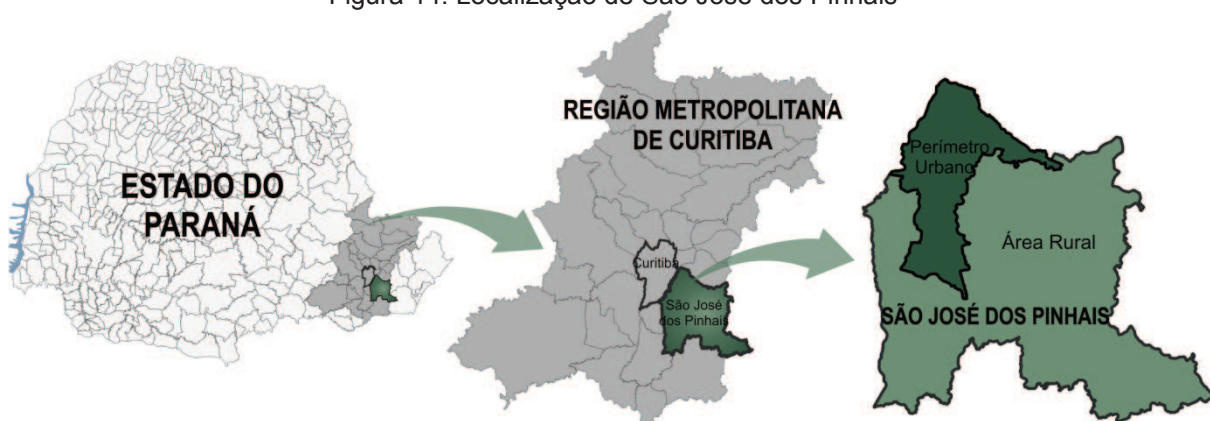 Figura 11: Localização de São José dos Pinhais
ESTADO DO
PARANÁ
REGIÃO METROPOLITANA
DE CURITIBA
Curitiba
São José
dos Pinhais
Perímetro
Urbano
Área Rural
SÃO JOSÉ DOS PINHAIS